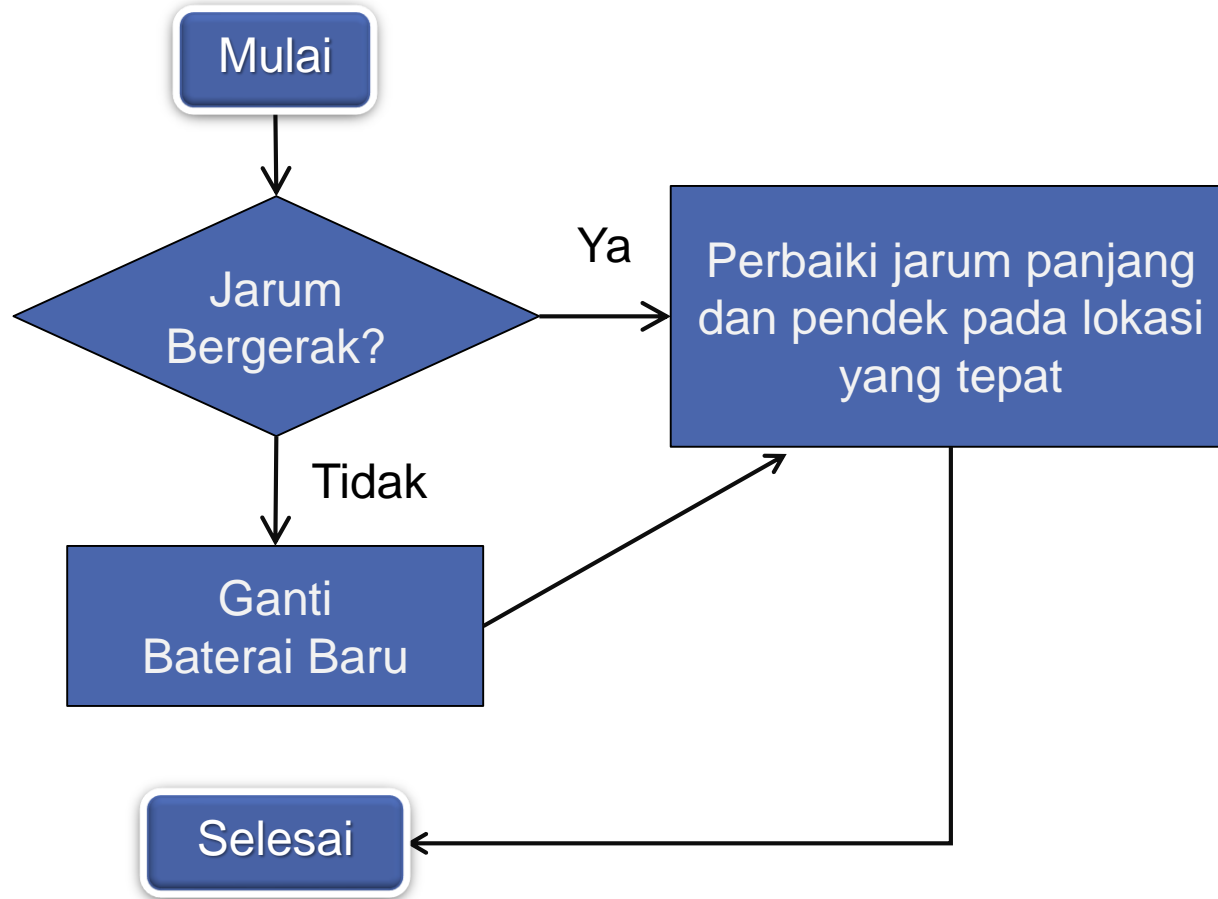 Mulai
Jarum
Bergerak?
Ya
Perbaiki jarum panjang
dan pendek pada lokasi
yang tepat
Tidak
Ganti
Baterai Baru
Selesai